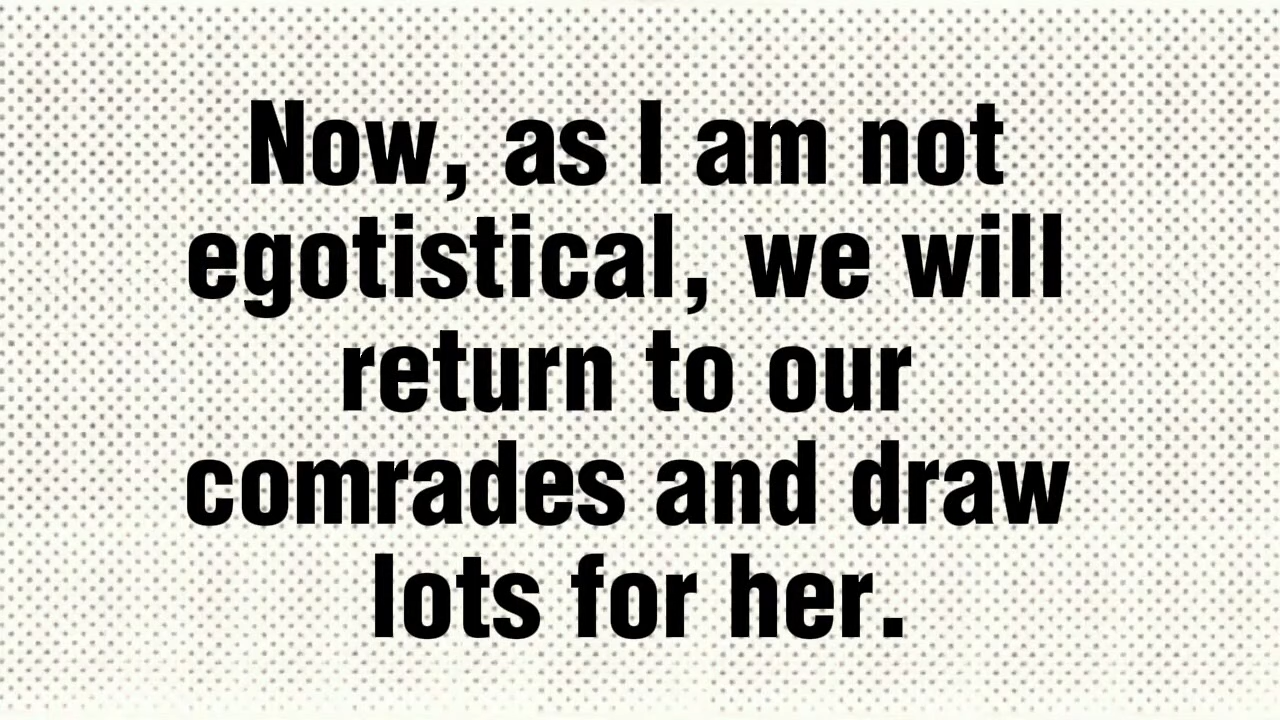 Now, as I am not
egotistical, we will
return to our
comrades and draw
lots for her.